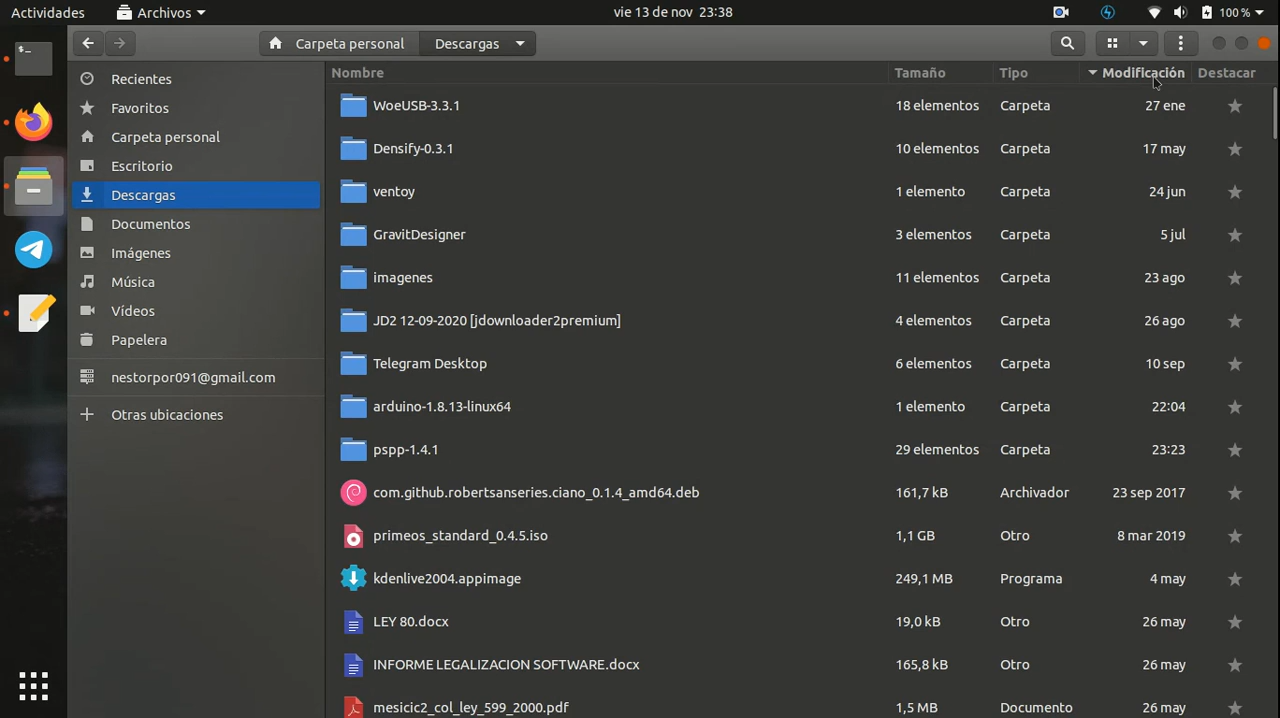 Actividades Archivos vie 13 de nov 23:38 100 %
Carpeta personal Descargas
Nombre Tamaño Tipo Modificación Destacar
Recientes
Favoritos
Carpeta personal
Escritorio
Descargas
Documentos
Imágenes
Música
Vídeos
Papelera
nestorpor091@gmail.com
Otras ubicaciones
WoeUSB-3.3.1 18 elementos Carpeta 27 ene
Densify-0.3.1 10 elementos Carpeta 17 may
ventoy 1 elemento Carpeta 24 jun
GravitDesigner 3 elementos Carpeta 5 jul
imagenes 11 elementos Carpeta 23 ago
JD2 12-09-2020 [jdownloader2premium] 4 elementos Carpeta 26 ago
Telegram Desktop 6 elementos Carpeta 10 sep
arduino-1.8.13-linux64 1 elemento Carpeta 22:04
pspp-1.4.1 29 elementos Carpeta 23:23
com.github.robertsanseries.ciano_0.1.4_amd64.deb 161,7 kB Archivador 23 sep 2017
primeos_standard_0.4.5.iso 1,1 GB Otro 8 mar 2019
kdenlive2004.appimage 249,1 MB Programa 4 may
LEY 80.docx 19,0 kB Otro 26 may
INFORME LEGALIZACION SOFTWARE.docx 165,8 kB Otro 26 may
mesicic2_col_ley_599_2000.pdf 1,5 MB Documento 26 may